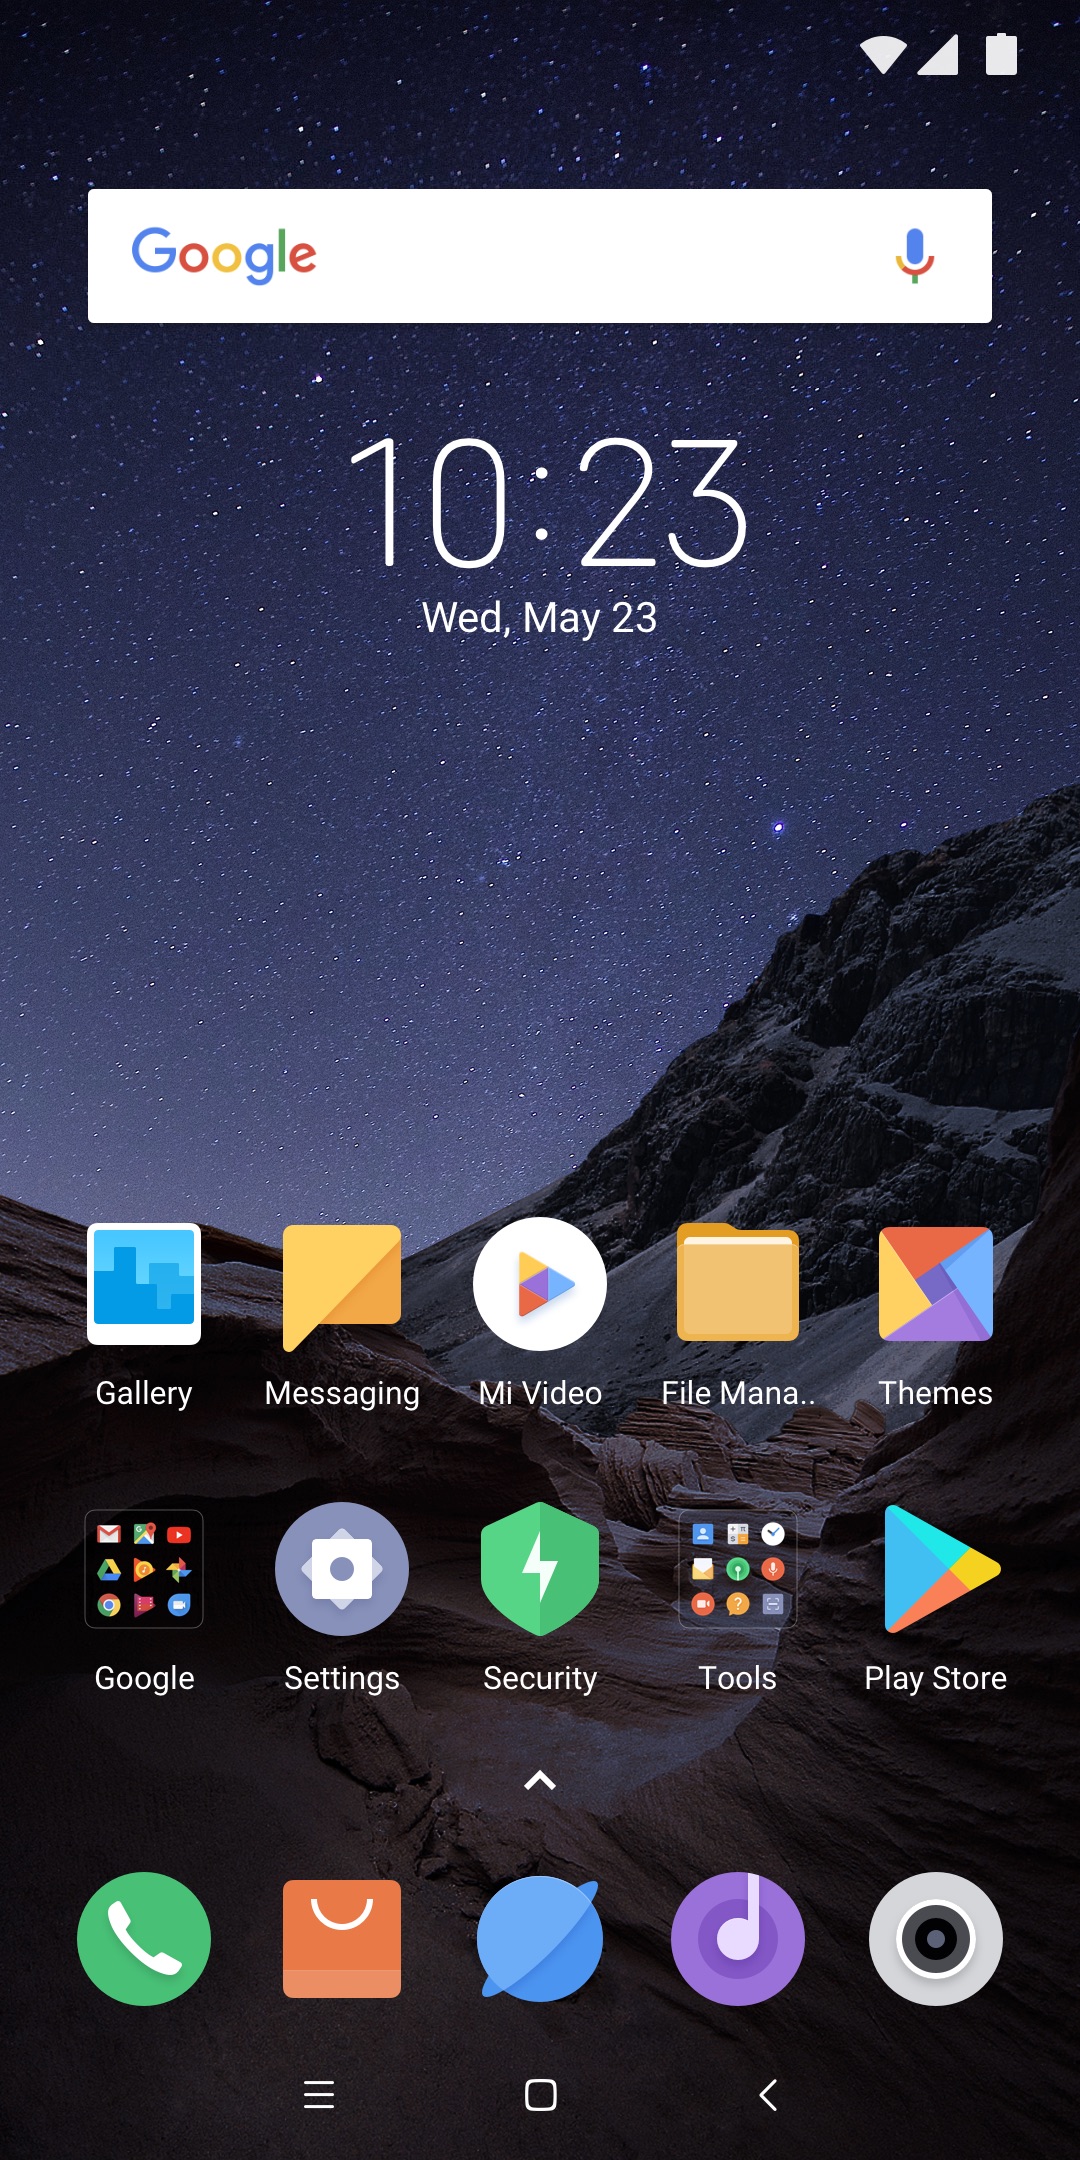 Google
10:23
Wed, May 23
Gallery
Messaging
Mi Video
File Mana..
Themes
Google
Settings
Security
Tools
Play Store